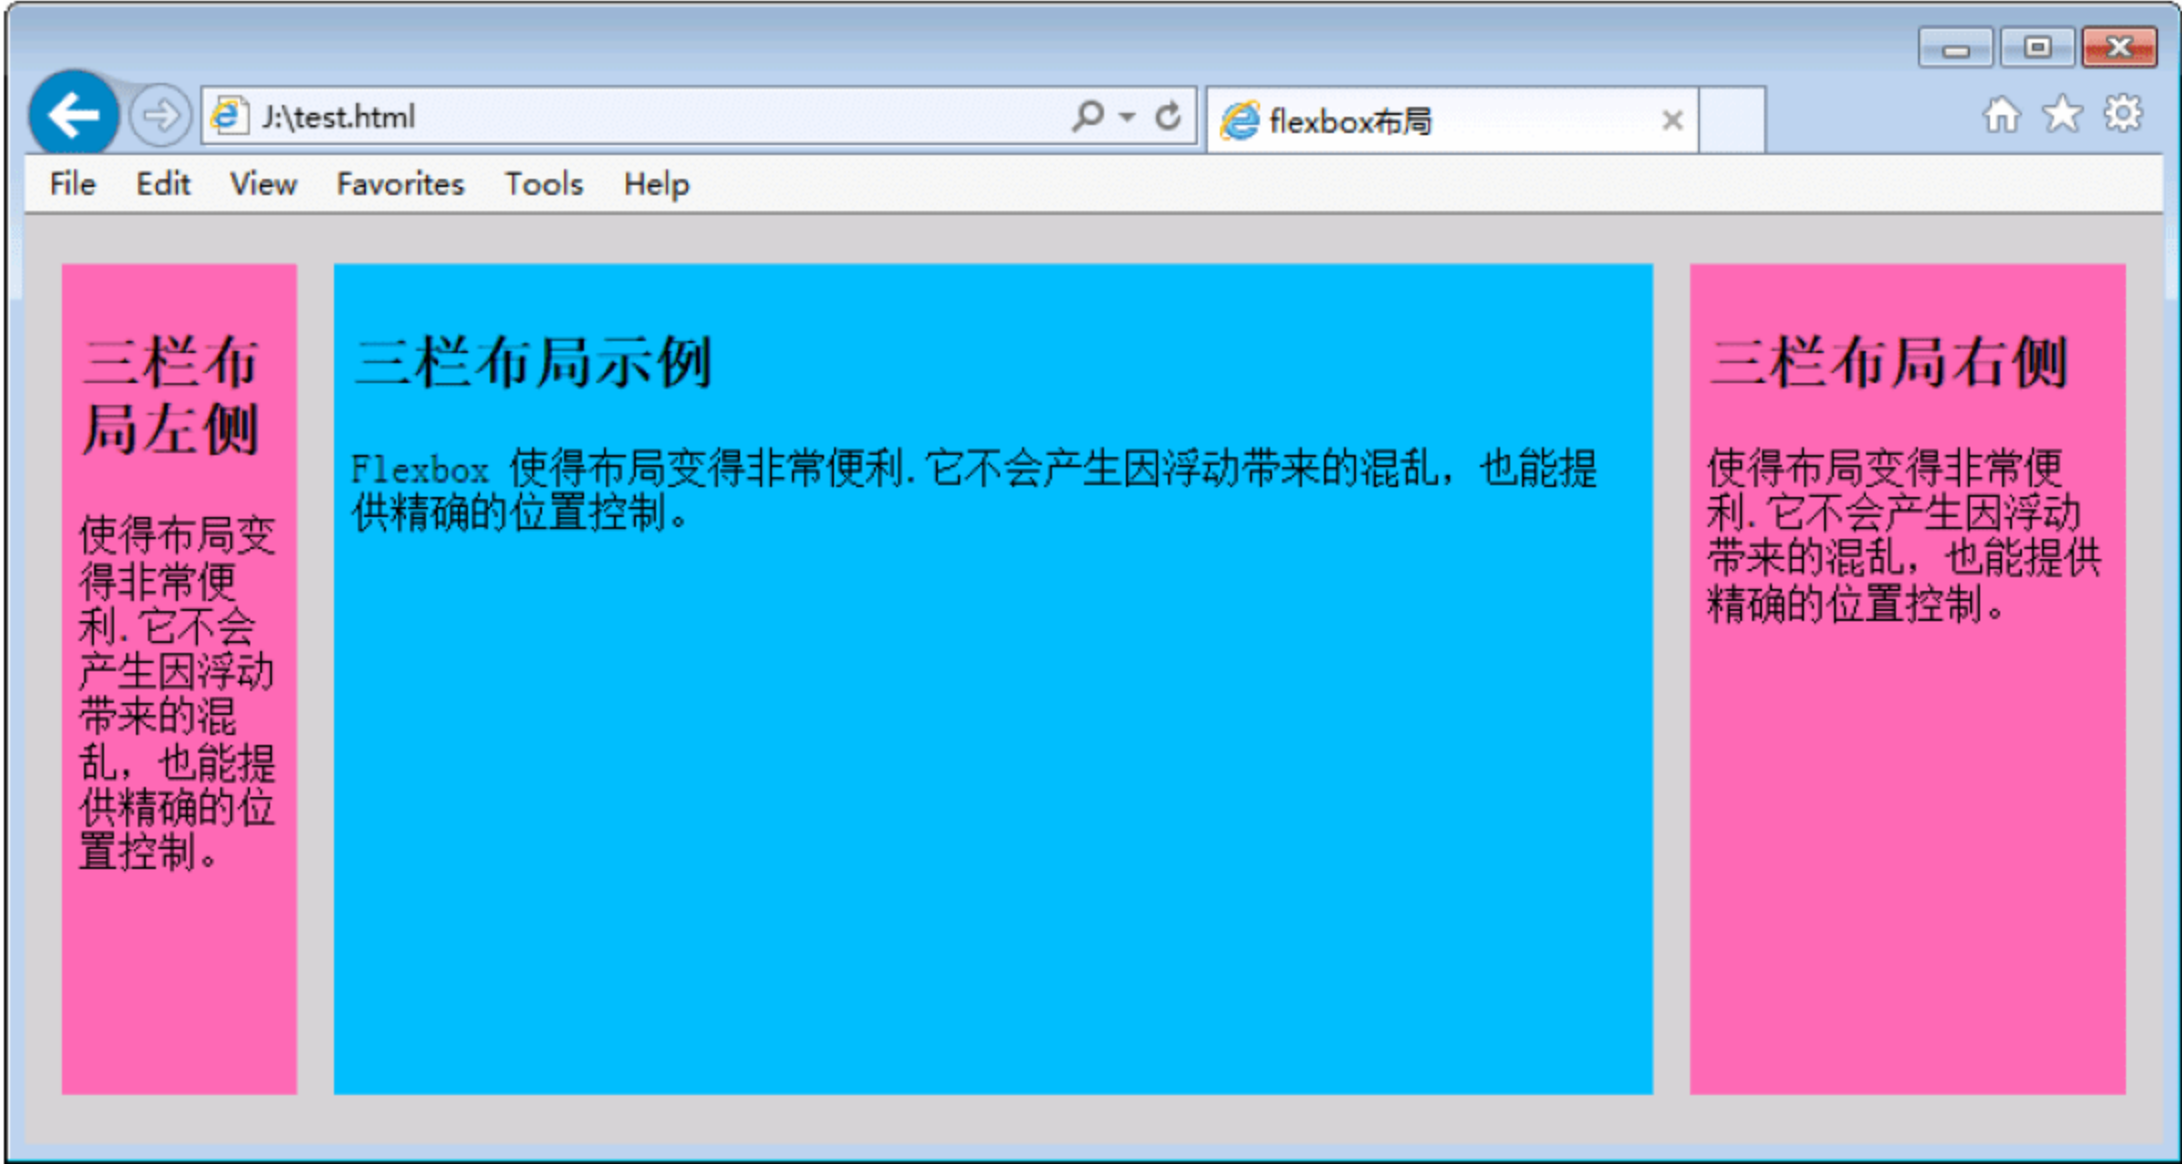 J:\test.html
flexbox布局
File Edit View Favorites Tools Help
三栏布
局左侧
使得布局变
得非常便
利.它不会
产生因浮动
带来的混
乱，也能提
供精确的位
置控制。
三栏布局示例
Flexbox 使得布局变得非常便利.它不会产生因浮动带来的混乱，也能提
供精确的位置控制。
三栏布局右侧
使得布局变得非常便
利.它不会产生因浮动
带来的混乱，也能提供
精确的位置控制。